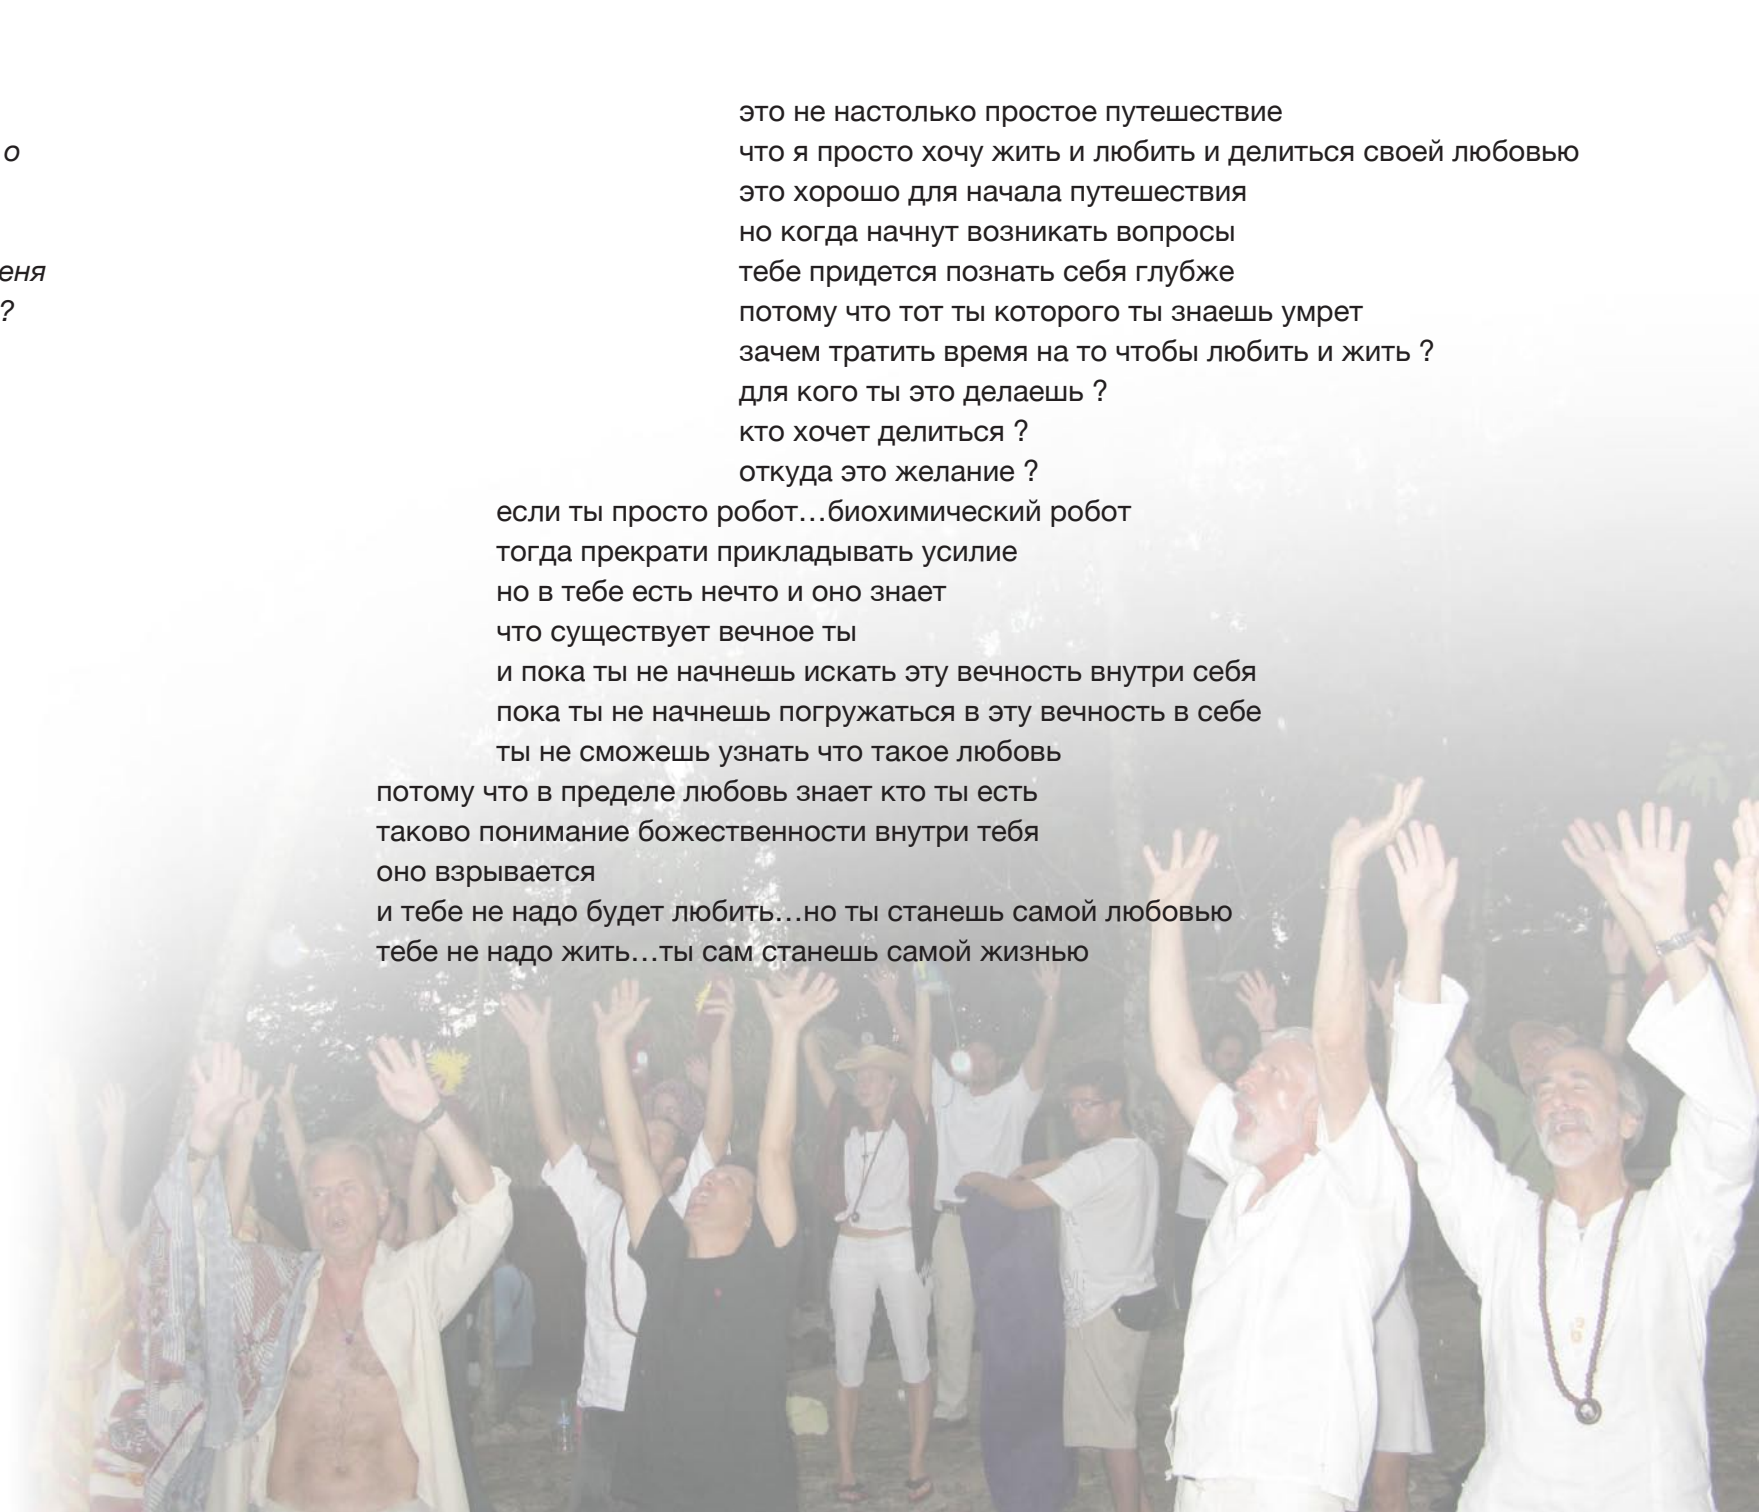 о
еня
?
это не настолько простое путешествие
что я просто хочу жить и любить и делиться своей любовью
это хорошо для начала путешествия
но когда начнут возникать вопросы
тебе придется познать себя глубже
потому что тот ты которого ты знаешь умрет
зачем тратить время на то чтобы любить и жить ?
для кого ты это делаешь ?
кто хочет делиться ?
откуда это желание ?
если ты просто робот…биохимический робот
тогда прекрати прикладывать усилие
но в тебе есть нечто и оно знает
что существует вечное ты
и пока ты не начнешь искать эту вечность внутри себя
пока ты не начнешь погружаться в эту вечность в себе
ты не сможешь узнать что такое любовь
потому что в пределе любовь знает кто ты есть
таково понимание божественности внутри тебя
оно взрывается
и тебе не надо будет любить…но ты станешь самой любовью
тебе не надо жить…ты сам станешь самой жизнью